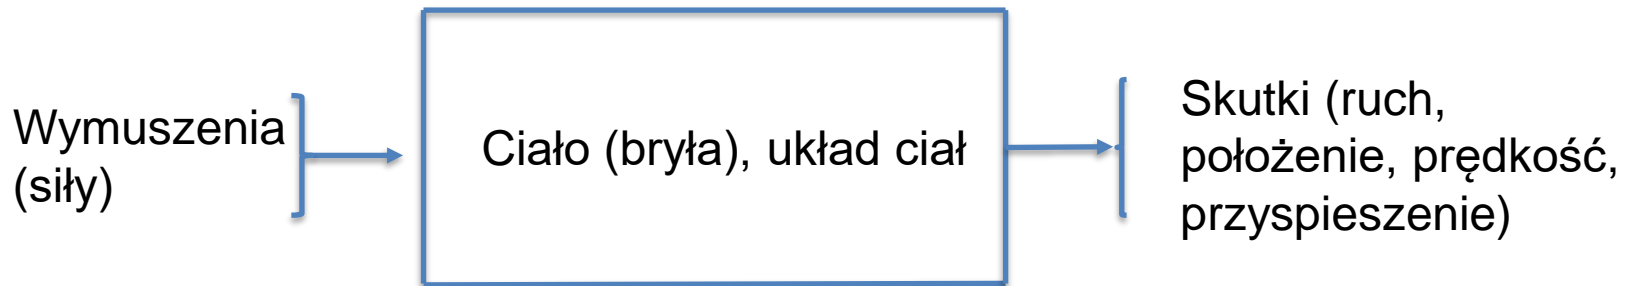 Wymuszenia
(siły)
Ciało (bryła), układ ciał
Skutki (ruch,
położenie, prędkość,
przyspieszenie)